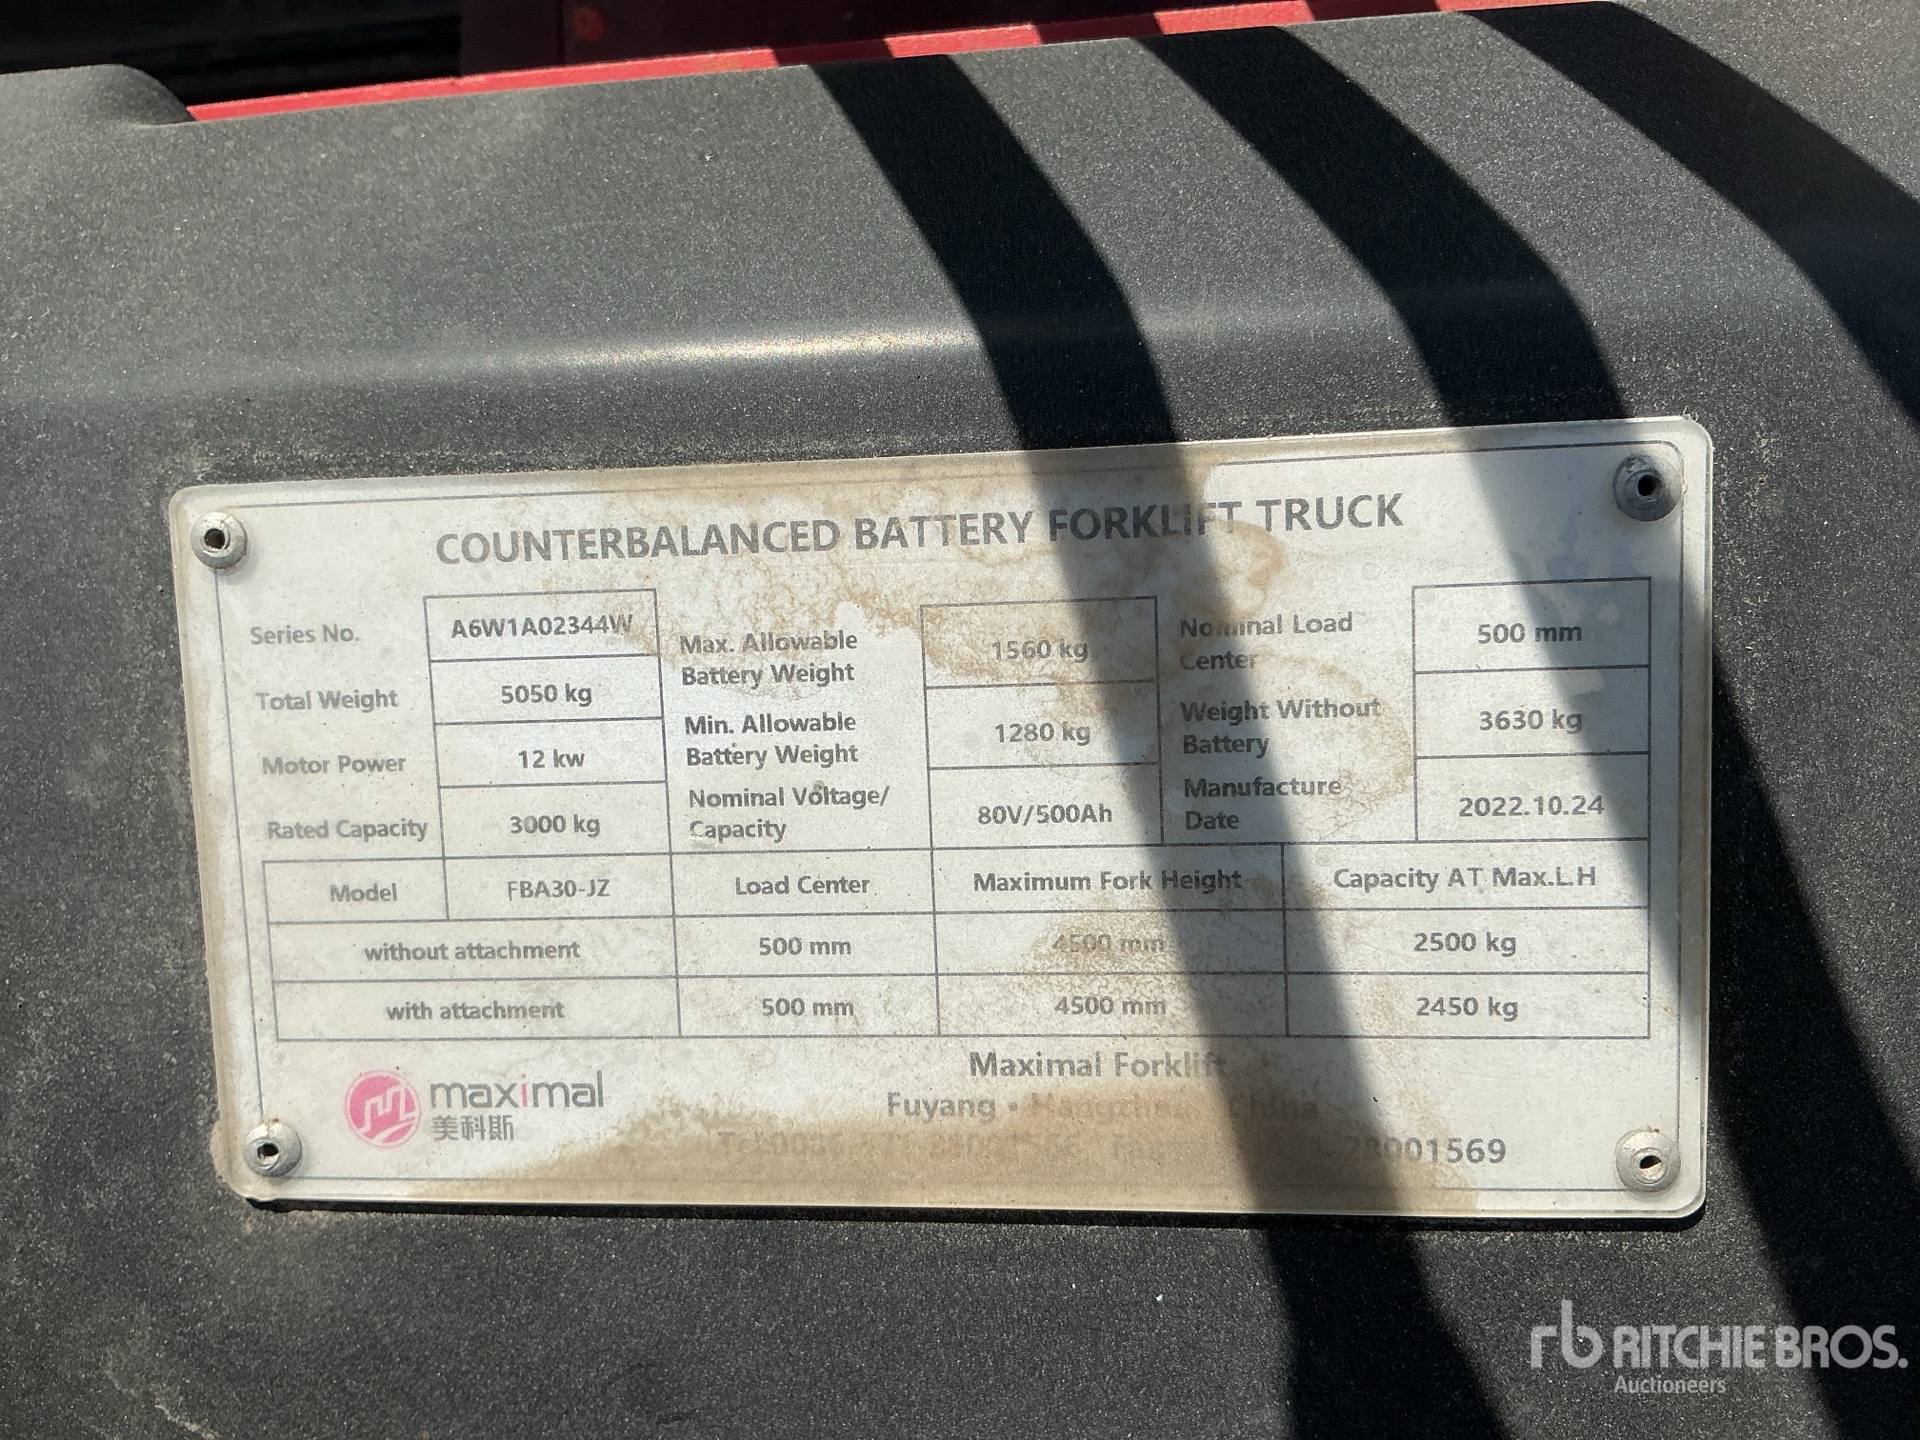 COUNTERBALANCED BATTERY FORKLIFT TRUCK
Series No. A6W1A02344W
Total Weight 5050 kg
Motor Power 12 kw
Rated Capacity 3000 kg
Max. Allowable
Battery Weight 1560 kg
Min. Allowable
Battery Weight 1280 kg
Nominal Voltage/
Capacity 80V/500Ah
Nominal Load
Center 500 mm
Weight Without
Battery 3630 kg
Manufacture
Date 2022.10.24
Model FBA30-JZ Load Center Maximum Fork Height Capacity AT Max.L.H
without attachment 500 mm 4500 mm 2500 kg
with attachment 500 mm 4500 mm 2450 kg
maximal
美科斯
Maximal Forklift
Fuyang · China
rb RITCHIE BROS.
Auctioneers